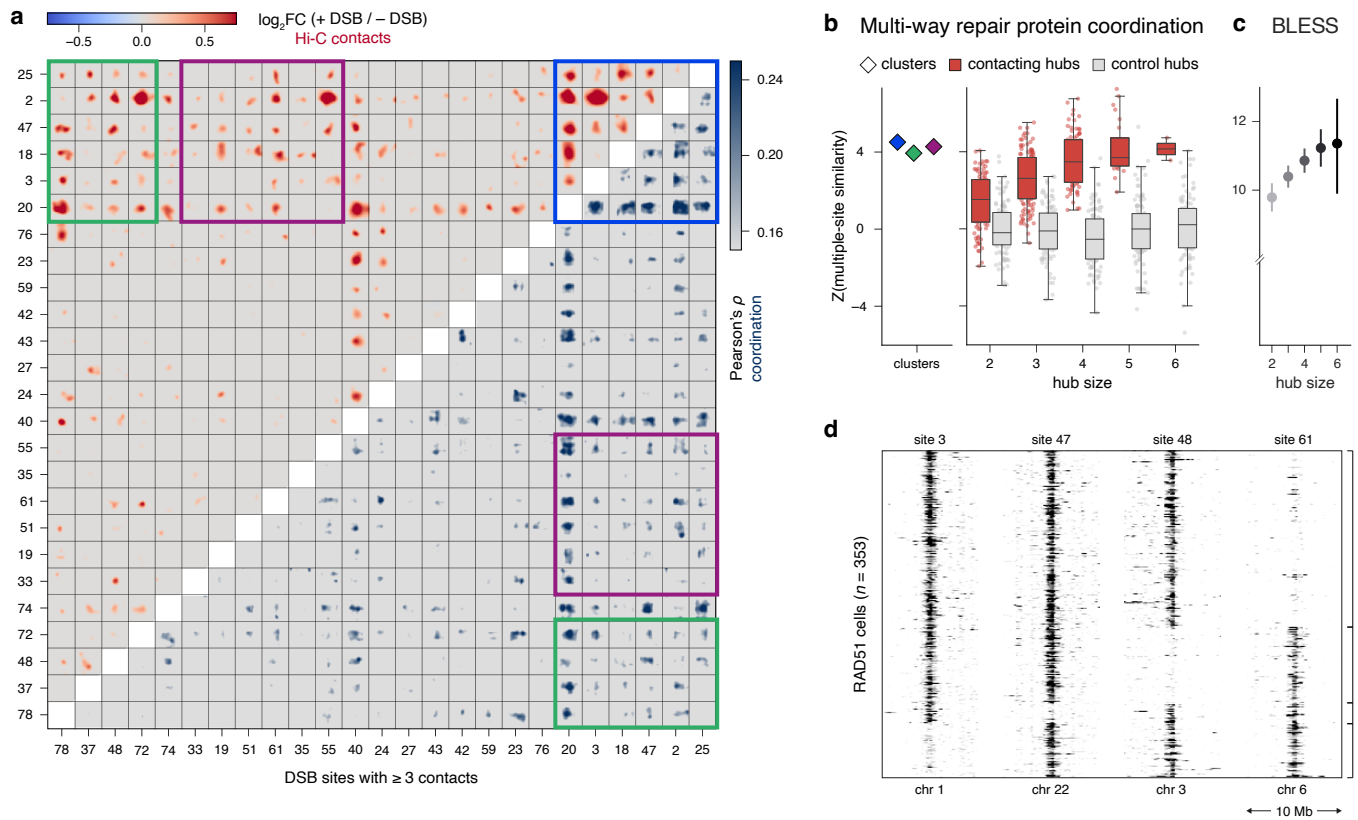 a
log₂FC (+ DSB / − DSB)
Hi-C contacts
−0.5
0.0
0.5
25
2
47
18
3
20
76
23
59
42
43
27
24
40
55
35
61
51
19
33
74
72
48
37
78
78 37 48 72 74 33 19 51 61 35 55 40 24 27 43 42 59 23 76 20 3 18 47 2 25
DSB sites with ≥ 3 contacts
0.24
0.20
0.16
Pearson's ρ
coordination
b Multi-way repair protein coordination
clusters contacting hubs control hubs
Z(multiple-site similarity)
4
0
−4
clusters
2 3 4 5 6
hub size
c BLESS
12
10
2 4 6
hub size
d
site 3 site 47 site 48 site 61
RAD51 cells (n = 353)
chr 1 chr 22 chr 3 chr 6
10 Mb